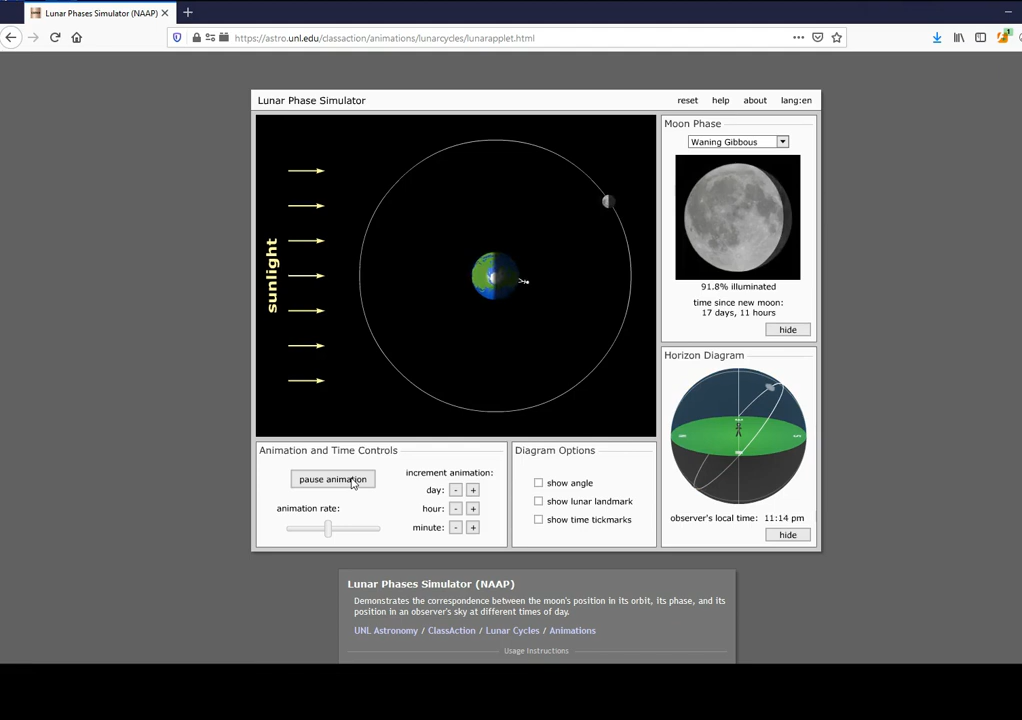 Lunar Phases Simulator (NAAP)
https://astro.unl.edu/classaction/animations/lunarcycles/lunarapplet.html
Lunar Phase Simulator
reset help about lang:en
sunlight
Moon Phase
Waning Gibbous
91.8% illuminated
time since new moon:
17 days, 11 hours
hide
Horizon Diagram
observer's local time: 11:14 pm
hide
Animation and Time Controls
pause animation
animation rate:
increment animation:
day: - +
hour: - +
minute: - +
Diagram Options
show angle
show lunar landmark
show time tickmarks
Lunar Phases Simulator (NAAP)
Demonstrates the correspondence between the moon's position in its orbit, its phase, and its
position in an observer's sky at different times of day.
UNL Astronomy / ClassAction / Lunar Cycles / Animations
Usage Instructions